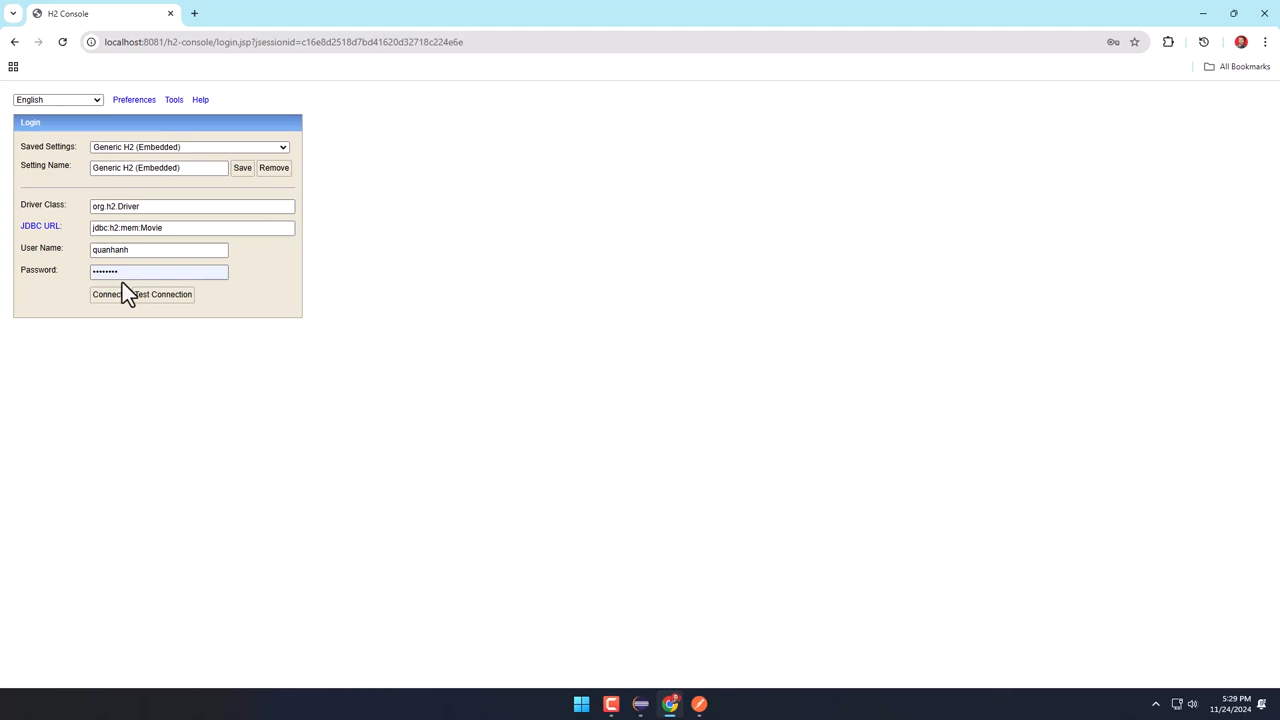 H2 Console
localhost:8081/h2-console/login.jsp?jsessionid=c16e8d2518d7bd41620d32718c224e6e
All Bookmarks
English Preferences Tools Help
Login
Saved Settings: Generic H2 (Embedded)
Setting Name: Generic H2 (Embedded) Save Remove
Driver Class: org.h2.Driver
JDBC URL: jdbc:h2:mem:Movie
User Name: quanhanh
Password: ••••••••
Test Connection
5:29 PM
11/24/2024